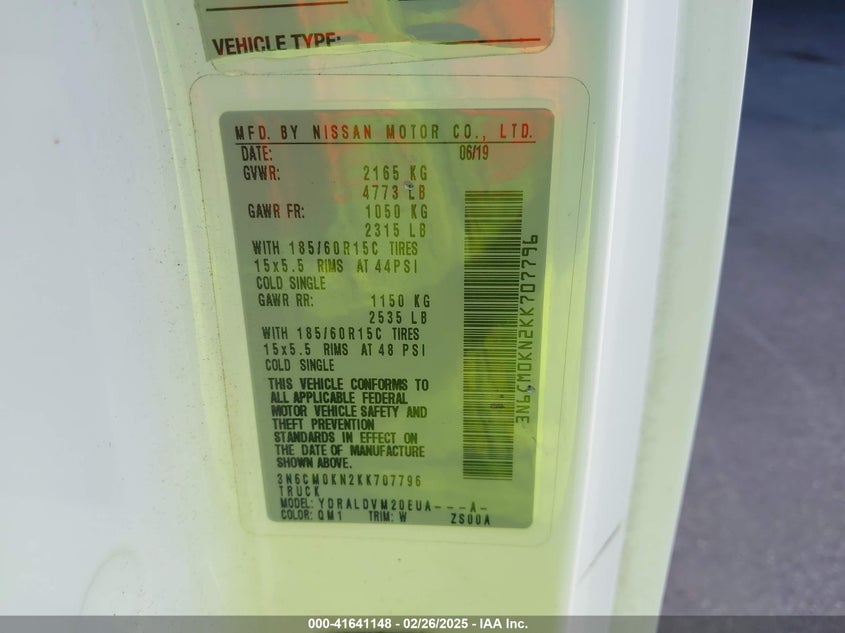 VEHICLE TYPE:
MFD. BY NISSAN MOTOR CO., LTD.
DATE: 06/19
GVWR: 2165 KG
4773 LB
GAWR FR: 1050 KG
2315 LB
WITH 185/60R15C TIRES
15x5.5 RIMS AT 44PSI
COLD SINGLE
GAWR RR: 1150 KG
2535 LB
WITH 185/60R15C TIRES
15x5.5 RIMS AT 48 PSI
COLD SINGLE
THIS VEHICLE CONFORMS TO
ALL APPLICABLE FEDERAL
MOTOR VEHICLE SAFETY AND
THEFT PREVENTION
STANDARDS IN EFFECT ON
THE DATE OF MANUFACTURE
SHOWN ABOVE.
3N6CM0KN2KK707796
TRUCK
MODEL: YDRALDVM20EUA---A-
COLOR: QM1 TRIM: W ZS00A
3N6CM0KN2KK707796
000-41641148 - 02/26/2025 - IAA Inc.